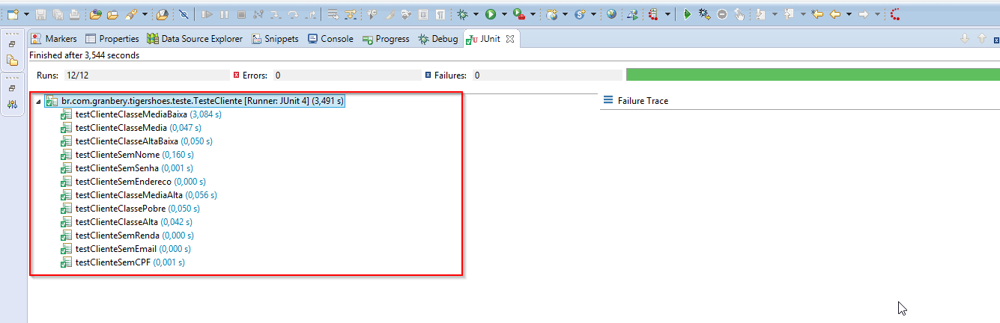 Markers Properties Data Source Explorer Snippets Console Progress Debug JUnit
Finished after 3,544 seconds
Runs: 12/12 Errors: 0 Failures: 0
br.com.granbery.tigershoes.teste.TesteCliente [Runner: JUnit 4] (3,491 s)
Failure Trace
testClienteClasseMediaBaixa (3,084 s)
testClienteClasseMedia (0,047 s)
testClienteClasseAltaBaixa (0,050 s)
testClienteSemNome (0,160 s)
testClienteSemSenha (0,001 s)
testClienteSemEndereco (0,000 s)
testClienteClasseMediaAlta (0,056 s)
testClienteClassePobre (0,050 s)
testClienteClasseAlta (0,042 s)
testClienteSemRenda (0,000 s)
testClienteSemEmail (0,000 s)
testClienteSemCPF (0,001 s)